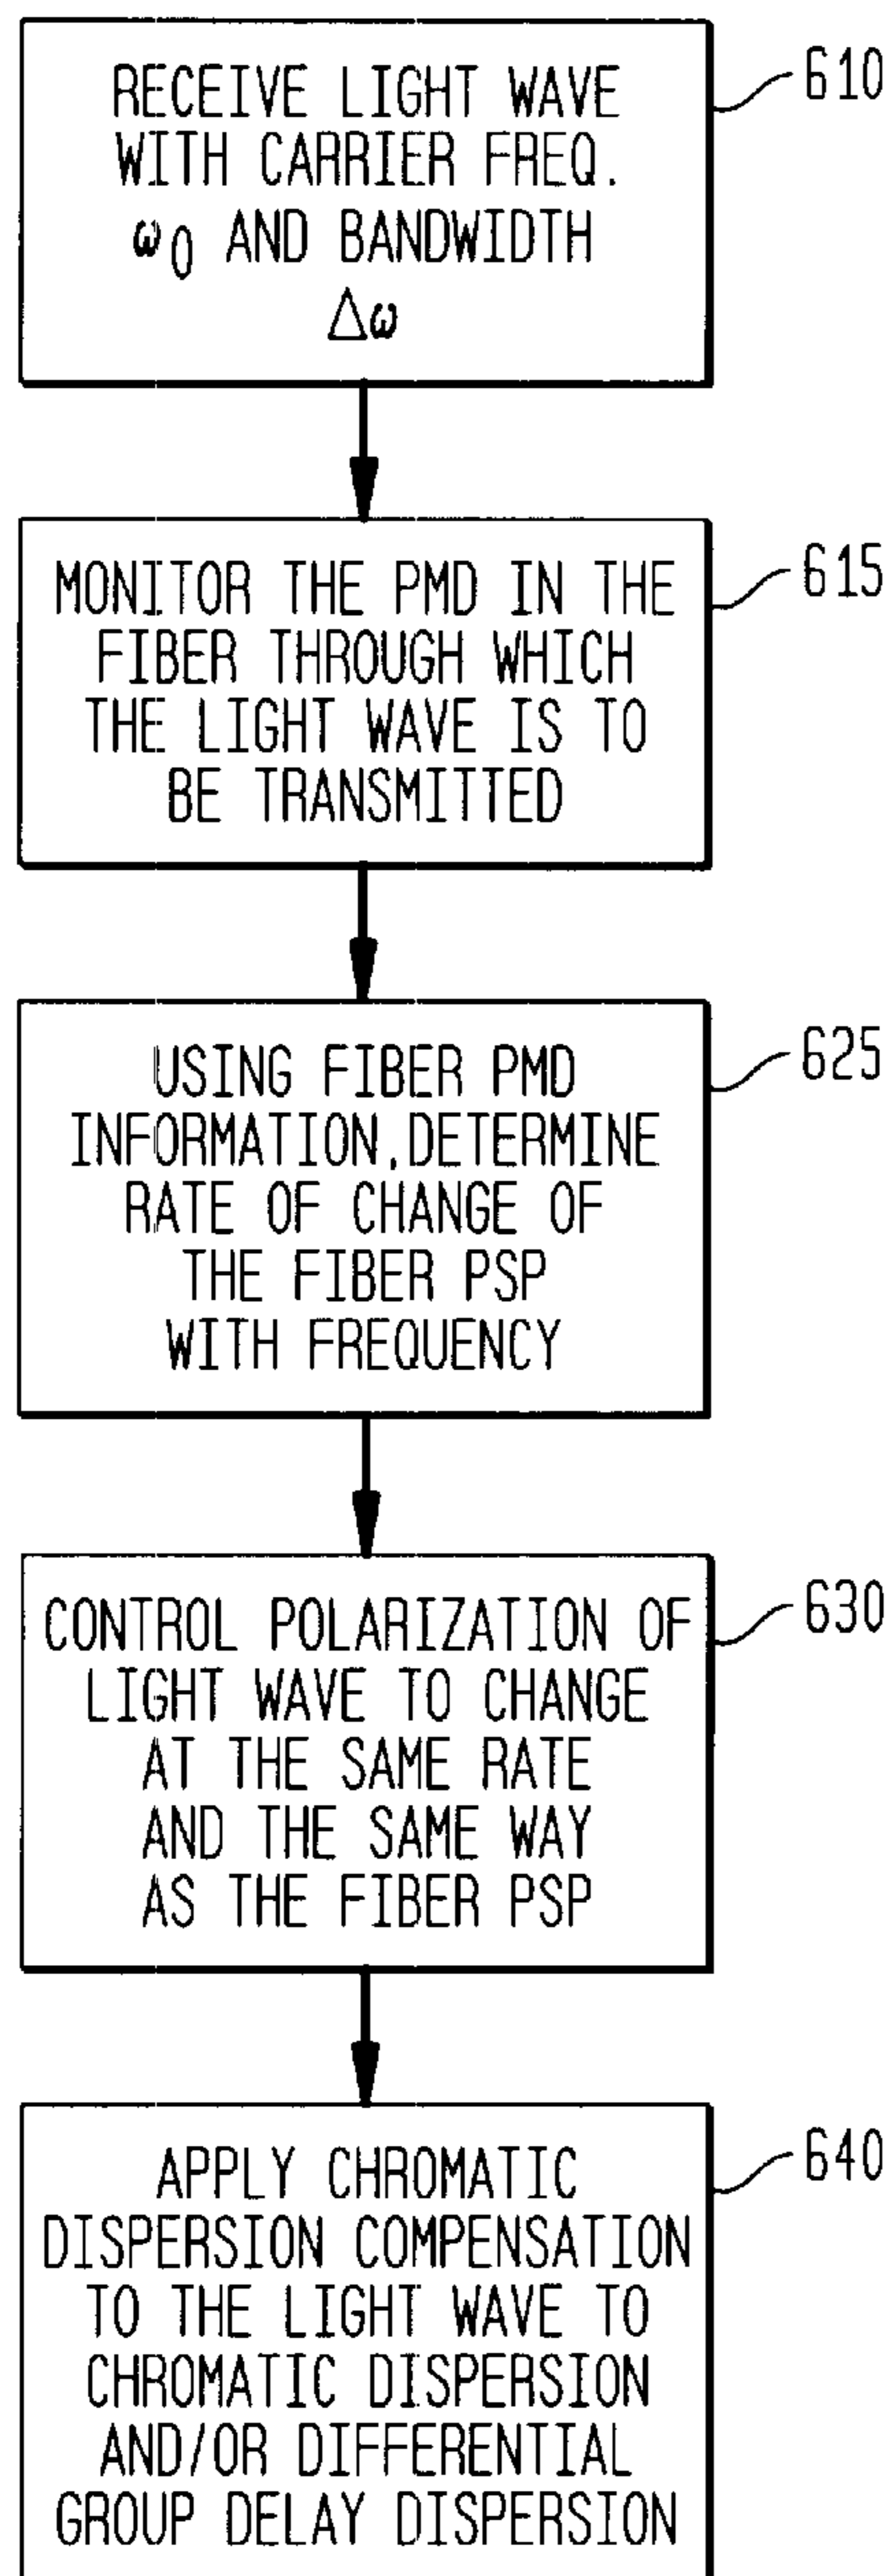 RECEIVE LIGHT WAVE
WITH CARRIER FREQ.
ω0 AND BANDWIDTH
Δω
610
MONITOR THE PMD IN THE
FIBER THROUGH WHICH
THE LIGHT WAVE IS TO
BE TRANSMITTED
615
USING FIBER PMD
INFORMATION,DETERMINE
RATE OF CHANGE OF
THE FIBER PSP
WITH FREQUENCY
625
CONTROL POLARIZATION OF
LIGHT WAVE TO CHANGE
AT THE SAME RATE
AND THE SAME WAY
AS THE FIBER PSP
630
APPLY CHROMATIC
DISPERSION COMPENSATION
TO THE LIGHT WAVE TO
CHROMATIC DISPERSION
AND/OR DIFFERENTIAL
GROUP DELAY DISPERSION
640